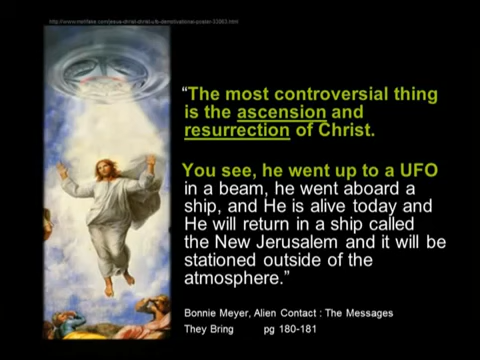 “The most controversial thing
is the ascension and
resurrection of Christ.
You see, he went up to a UFO
in a beam, he went aboard a
ship, and He is alive today and
He will return in a ship called
the New Jerusalem and it will be
stationed outside of the
atmosphere.”
Bonnie Meyer, Alien Contact : The Messages
They Bring pg 180-181